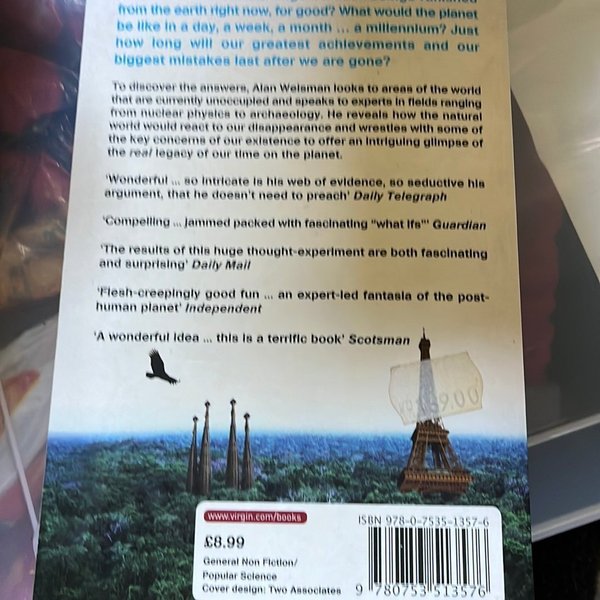 from the earth right now, for good? What would the planet
be like in a day, a week, a month ... a millennium? Just
how long will our greatest achievements and our
biggest mistakes last after we are gone?
To discover the answers, Alan Weisman looks to areas of the world
that are currently unoccupied and speaks to experts in fields ranging
from nuclear physics to archaeology. He reveals how the natural
world would react to our disappearance and wrestles with some of
the key concerns of our existence to offer an intriguing glimpse of
the real legacy of our time on the planet.
‘Wonderful ... so intricate is his web of evidence, so seductive his
argument, that he doesn’t need to preach’ Daily Telegraph
‘Compelling ... jammed packed with fascinating “what ifs”’ Guardian
‘The results of this huge thought-experiment are both fascinating
and surprising’ Daily Mail
‘Flesh-creepingly good fun ... an expert-led fantasia of the post-
human planet’ Independent
‘A wonderful idea ... this is a terrific book’ Scotsman
www.virgin.com/books
£8.99
General Non Fiction/
Popular Science
Cover design: Two Associates
ISBN 978-0-7535-1357-6
9 780753 513576